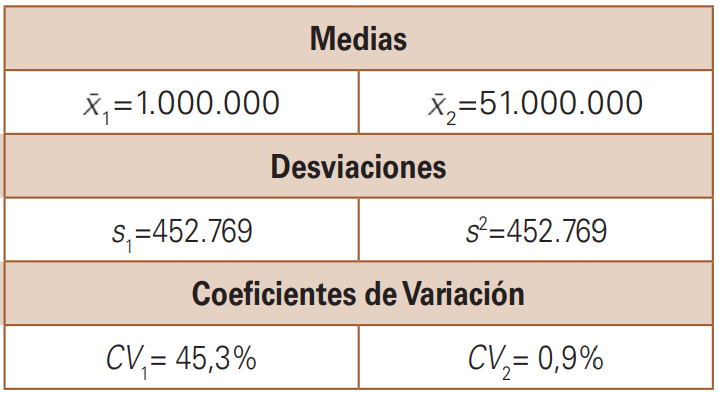 Medias
x̄₁=1.000.000 x̄₂=51.000.000
Desviaciones
s₁=452.769 s²=452.769
Coeficientes de Variación
CV₁= 45,3% CV₂= 0,9%